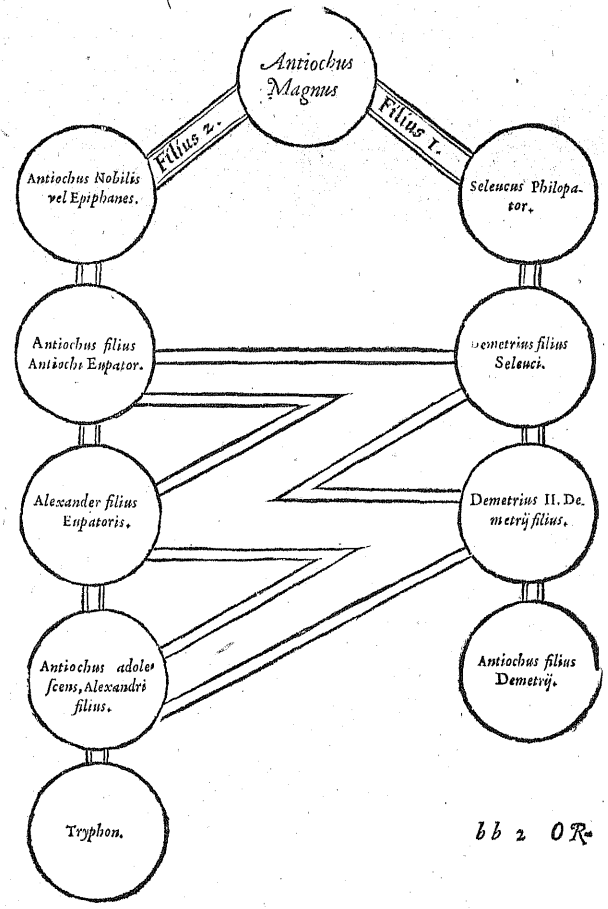 Antiochus
Magnus
Filius 2.
Filius 1.
Antiochus Nobilis
vel Epiphanes.
Seleucus Philopa-
tor.
Antiochus filius
Antiochi Eupator.
Demetrius filius
Seleuci.
Alexander filius
Eupatoris.
Demetrius II. De-
metrij filius.
Antiochus adole-
scens, Alexandri
filius.
Antiochus filius
Demetrij.
Tryphon.
bb 2 OR-